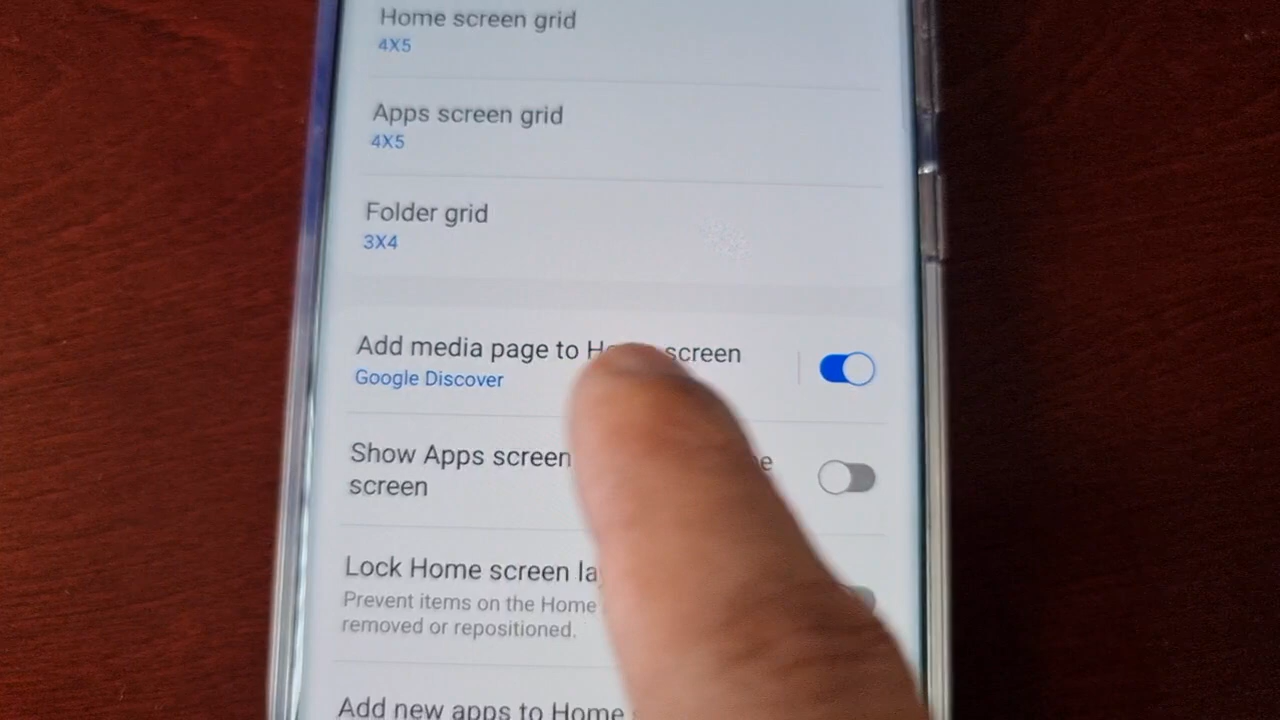 Home screen grid
4X5
Apps screen grid
4X5
Folder grid
3X4
Add media page to screen
Google Discover
Show Apps screen
screen
Lock Home screen
Prevent items on the Home
removed or repositioned.
Add new apps to Home